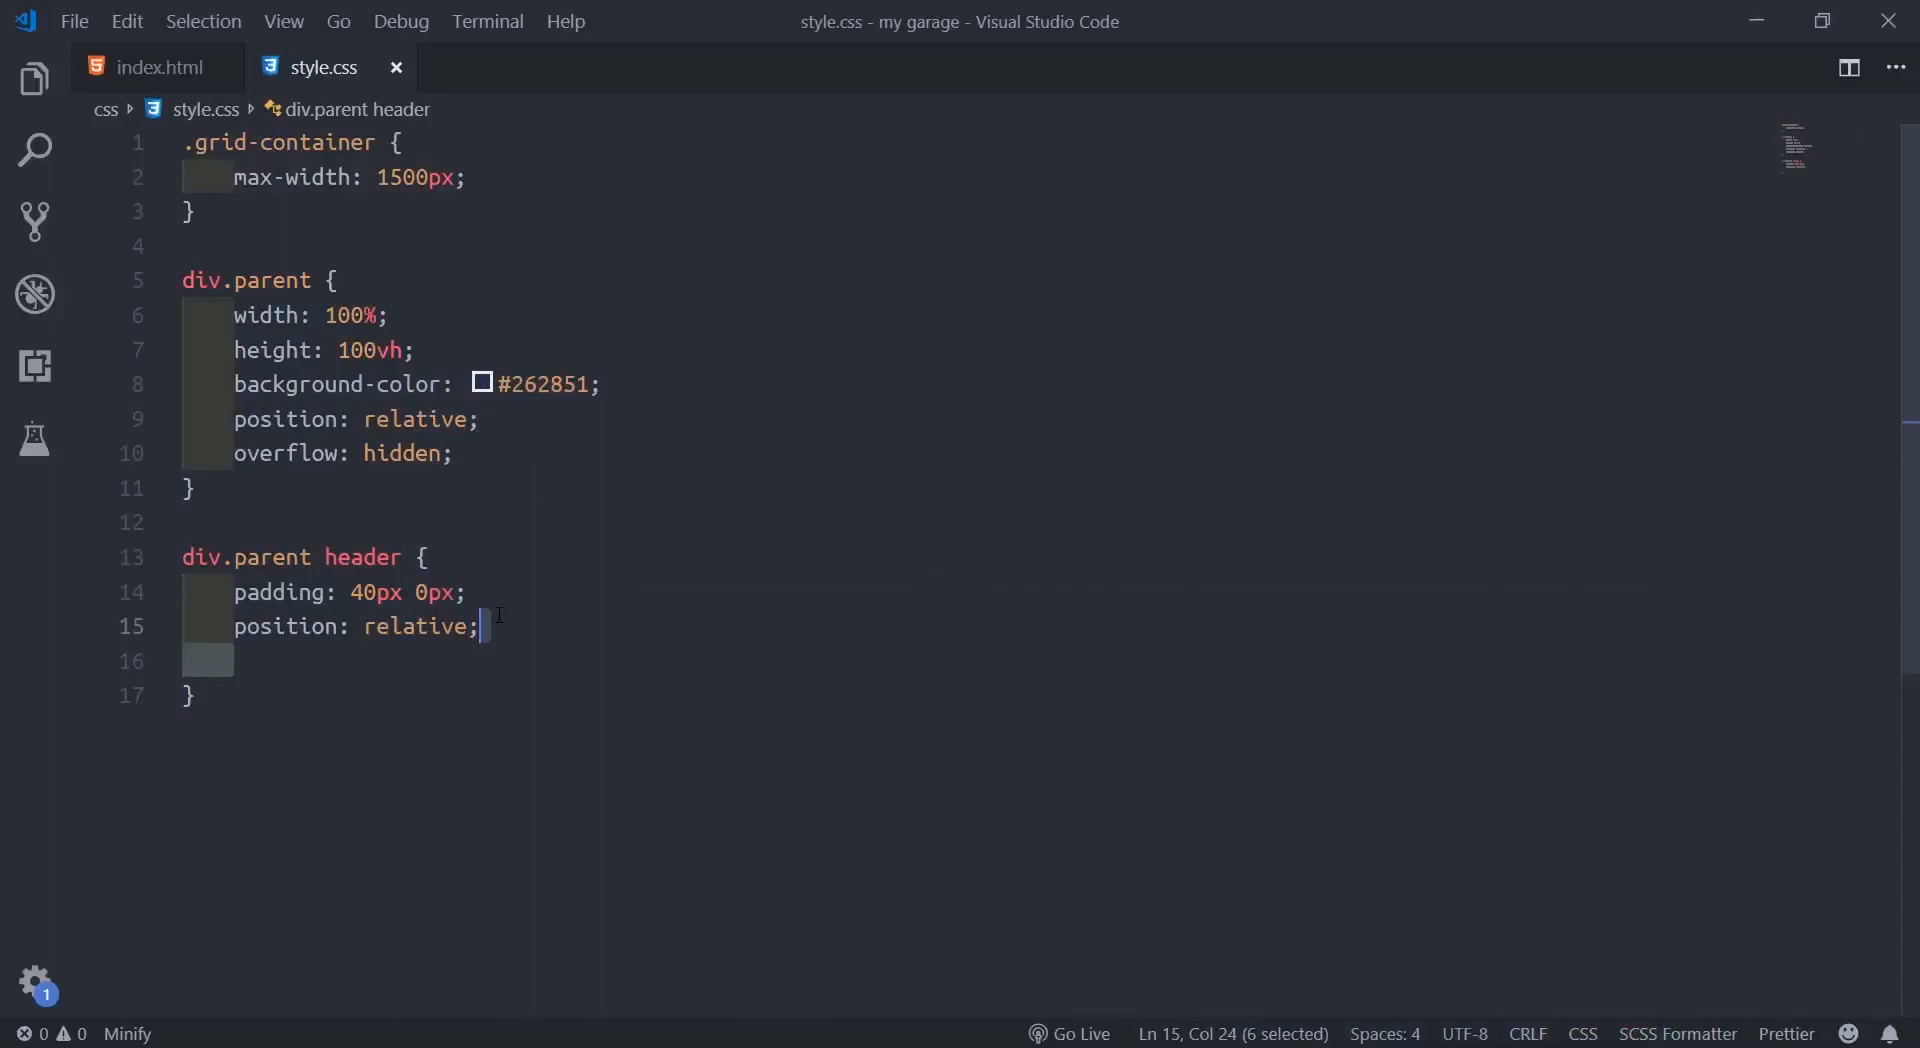 File Edit Selection View Go Debug Terminal Help style.css - my garage - Visual Studio Code
index.html style.css
css style.css div.parent header
1 .grid-container {
2 max-width: 1500px;
3 }
4
5 div.parent {
6 width: 100%;
7 height: 100vh;
8 background-color: #262851;
9 position: relative;
10 overflow: hidden;
11 }
12
13 div.parent header {
14 padding: 40px 0px;
15 position: relative;
16
17 }
1
0 0 Minify Go Live Ln 15, Col 24 (6 selected) Spaces: 4 UTF-8 CRLF CSS SCSS Formatter Prettier